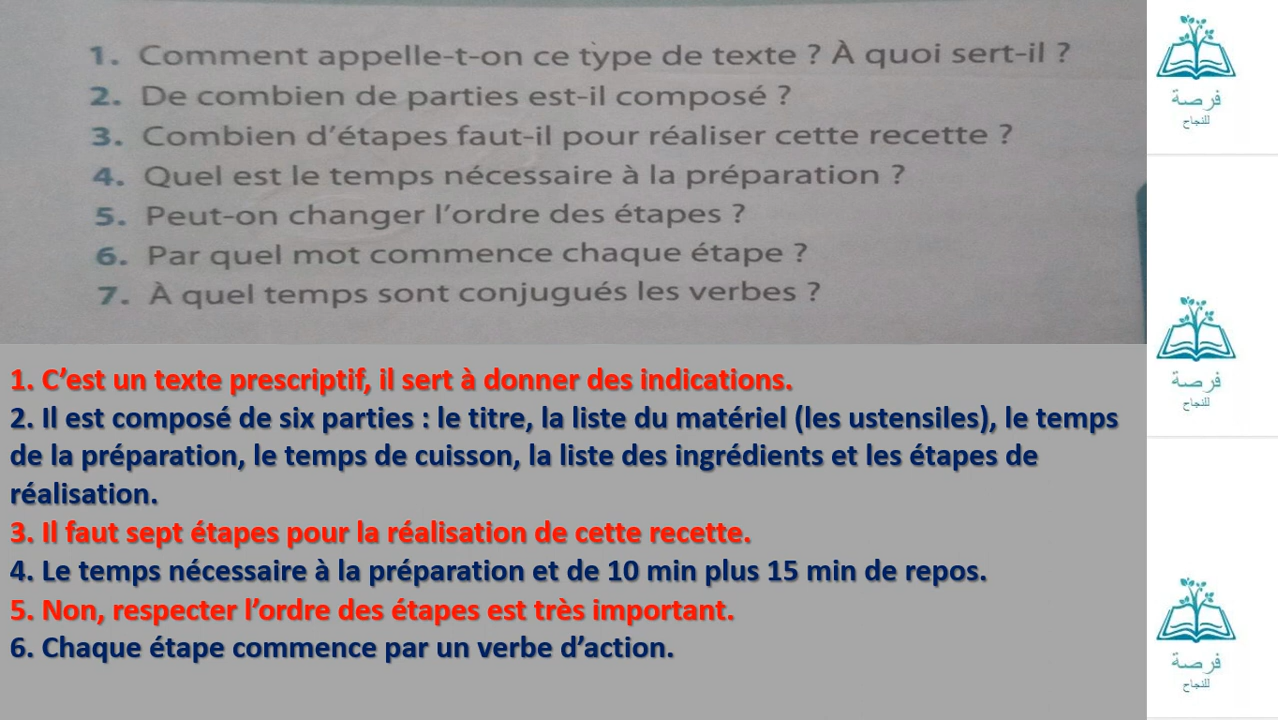 1. Comment appelle-t-on ce type de texte ? À quoi sert-il ?
2. De combien de parties est-il composé ?
3. Combien d'étapes faut-il pour réaliser cette recette ?
4. Quel est le temps nécessaire à la préparation ?
5. Peut-on changer l'ordre des étapes ?
6. Par quel mot commence chaque étape ?
7. À quel temps sont conjugués les verbes ?
1. C’est un texte prescriptif, il sert à donner des indications.
2. Il est composé de six parties : le titre, la liste du matériel (les ustensiles), le temps
de la préparation, le temps de cuisson, la liste des ingrédients et les étapes de
réalisation.
3. Il faut sept étapes pour la réalisation de cette recette.
4. Le temps nécessaire à la préparation et de 10 min plus 15 min de repos.
5. Non, respecter l’ordre des étapes est très important.
6. Chaque étape commence par un verbe d’action.
فرصة
للنجاح
فرصة
للنجاح
فرصة
للنجاح